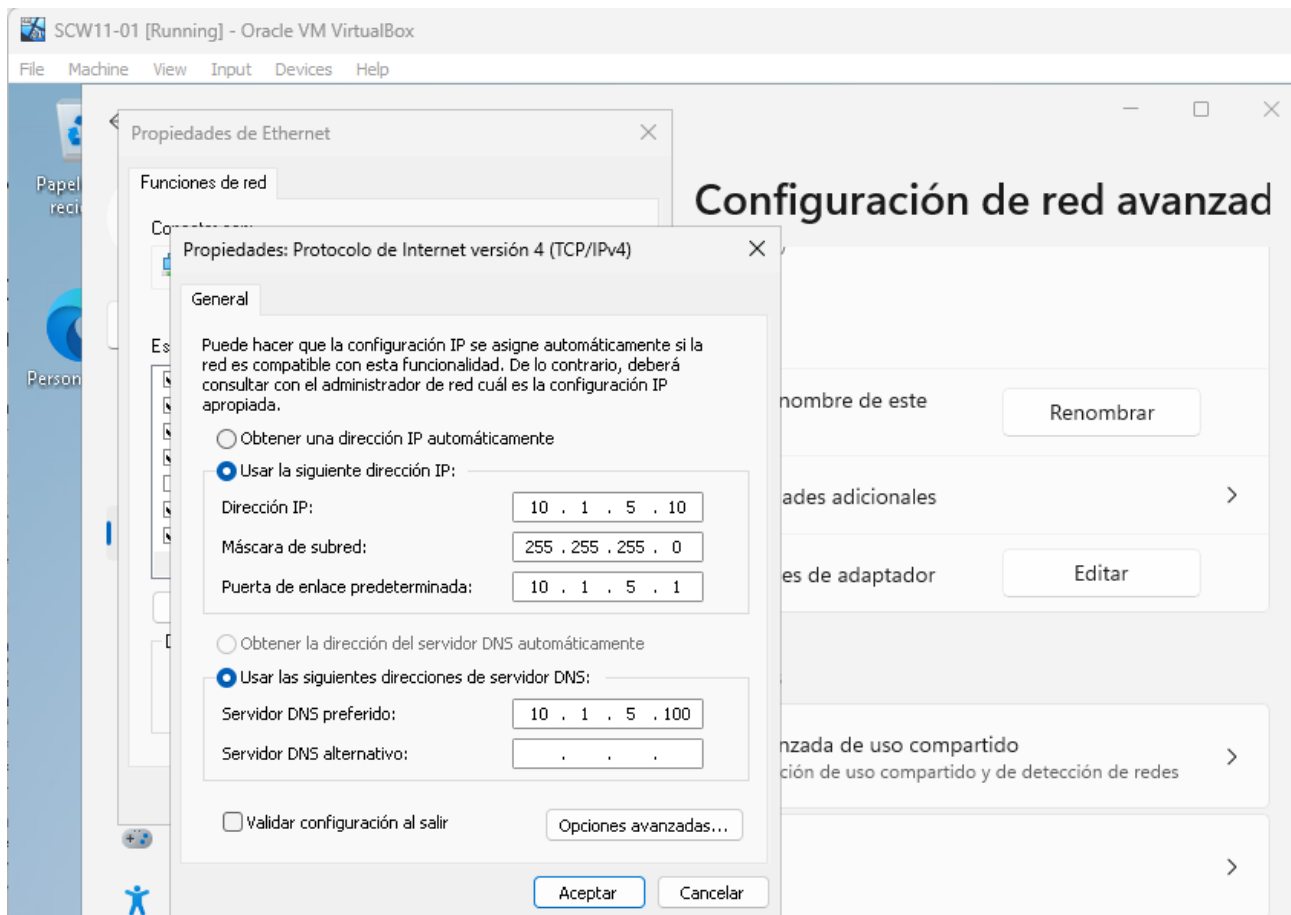 SCW11-01 [Running] - Oracle VM VirtualBox
File Machine View Input Devices Help
Propiedades de Ethernet
Papel
reci
Funciones de red
Configuración de red avanzad
Propiedades: Protocolo de Internet versión 4 (TCP/IPv4)
General
Es
Person
Puede hacer que la configuración IP se asigne automáticamente si la
red es compatible con esta funcionalidad. De lo contrario, deberá
consultar con el administrador de red cuál es la configuración IP
apropiada.
nombre de este
Renombrar
Obtener una dirección IP automáticamente
Usar la siguiente dirección IP:
Dirección IP: 10 . 1 . 5 . 10
ades adicionales
Máscara de subred: 255 . 255 . 255 . 0
Puerta de enlace predeterminada: 10 . 1 . 5 . 1
es de adaptador
Editar
Obtener la dirección del servidor DNS automáticamente
Usar las siguientes direcciones de servidor DNS:
Servidor DNS preferido: 10 . 1 . 5 . 100
Servidor DNS alternativo: . . .
nzada de uso compartido
ción de uso compartido y de detección de redes
Validar configuración al salir
Opciones avanzadas...
Aceptar
Cancelar